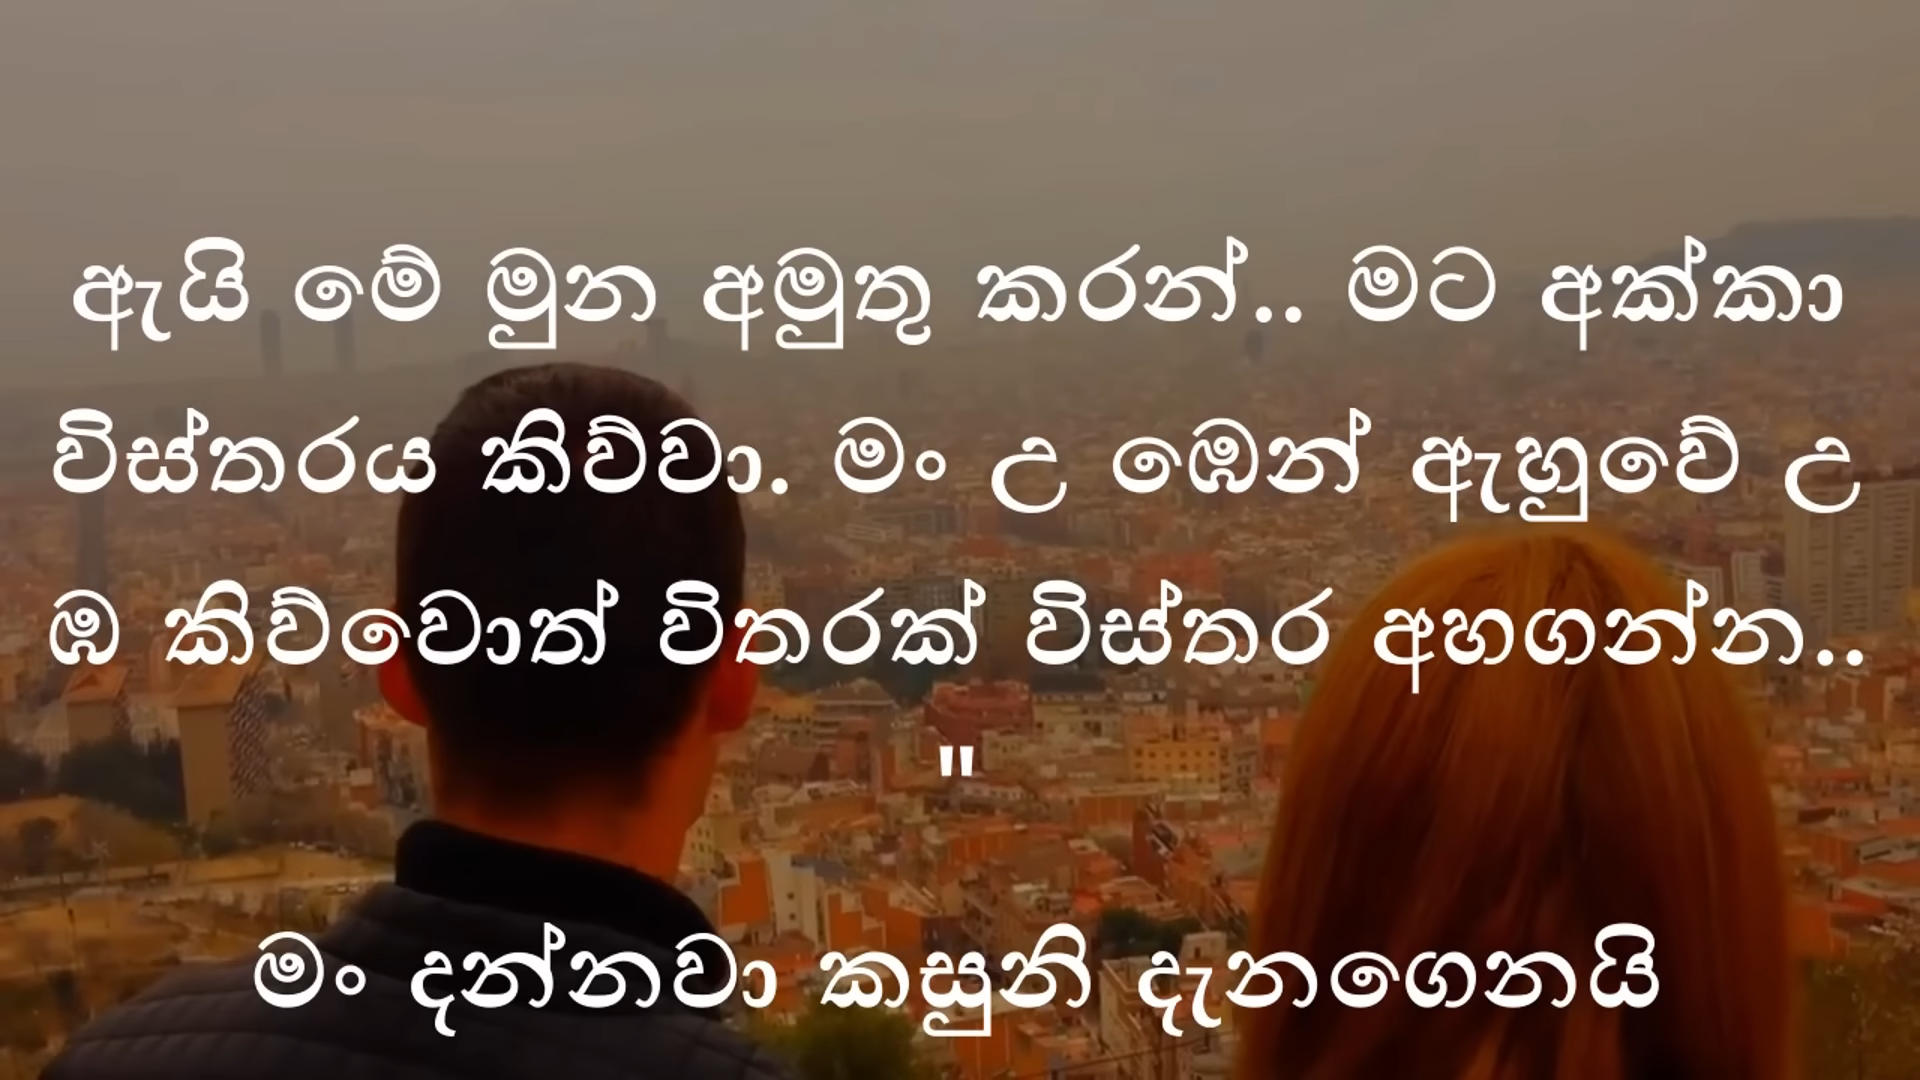 ඇයි මේ මුන අමුතු කරන්.. මට අක්කා
විස්තරය කිව්වා. මං උ ඹෙන් ඇහුවේ උ
ඹ කිව්වොත් විතරක් විස්තර අහගන්න..
"
මං දන්නවා කසුනි දැනගෙනයි